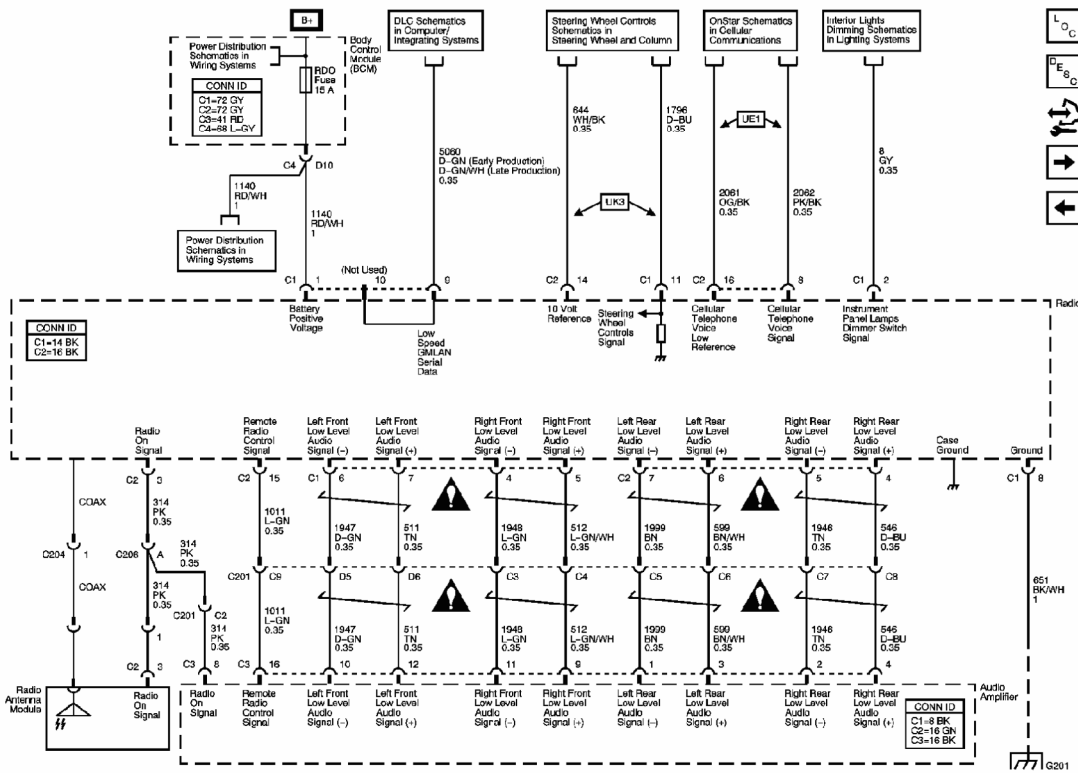 B+
DLC Schematics
in Computer/
Integrating Systems
Steering Wheel Controls
Schematics in
Steering Wheel and Column
OnStar Schematics
in Cellular
Communications
Interior Lights
Dimming Schematics
in Lighting Systems
L O C
D E S C
Power Distribution
Schematics in
Wiring Systems
RDO
Fuse
15 A
Body
Control
Module
(BCM)
CONN ID
C1=72 GY
C2=72 GY
C3=41 RD
C4=68 L-GY
C4 D10
1140
RD/WH
1
1140
RD/WH
1
Power Distribution
Schematics in
Wiring Systems
5060
D-GN (Early Production)
D-GN/WH (Late Production)
0.35
644
WH/BK
0.35
1796
D-BU
0.35
UK3
UE1
2061
OG/BK
0.35
2062
PK/BK
0.35
8
GY
0.35
C1 1
(Not Used)
10
9
C2 14
C1 11
C2 16
8
C1 2
Radio
CONN ID
C1=14 BK
C2=16 BK
Battery
Positive
Voltage
Low
Speed
GMLAN
Serial
Data
10 Volt
Reference
Steering
Wheel
Controls
Signal
Cellular
Telephone
Voice
Low
Reference
Cellular
Telephone
Voice
Signal
Instrument
Panel Lamps
Dimmer Switch
Signal
Radio
On
Signal
Remote
Radio
Control
Signal
Left Front
Low Level
Audio
Signal (-)
Left Front
Low Level
Audio
Signal (+)
Right Front
Low Level
Audio
Signal (-)
Right Front
Low Level
Audio
Signal (+)
Left Rear
Low Level
Audio
Signal (-)
Left Rear
Low Level
Audio
Signal (+)
Right Rear
Low Level
Audio
Signal (-)
Right Rear
Low Level
Audio
Signal (+)
Case
Ground
Ground
C2 3
C2 15
C1 6
7
4
5
C2 7
6
5
4
C1 8
COAX
314
PK
0.35
1011
L-GN
0.35
1947
D-GN
0.35
511
TN
0.35
1948
L-GN
0.35
512
L-GN/WH
0.35
1999
BN
0.35
599
BN/WH
0.35
1946
TN
0.35
546
D-BU
0.35
C204 1
C206 A
314
PK
0.35
C201 C9
D5
D6
C3
C4
C5
C6
C7
C8
COAX
314
PK
0.35
C201 C2
314
PK
0.35
1011
L-GN
0.35
1947
D-GN
0.35
511
TN
0.35
1948
L-GN
0.35
512
L-GN/WH
0.35
1999
BN
0.35
599
BN/WH
0.35
1946
TN
0.35
546
D-BU
0.35
651
BK/WH
1
1
C2 3
C3 8
C3 16
10
12
11
9
1
3
2
4
Radio
Antenna
Module
Radio
On
Signal
Radio
On
Signal
Remote
Radio
Control
Signal
Left Front
Low Level
Audio
Signal (-)
Left Front
Low Level
Audio
Signal (+)
Right Front
Low Level
Audio
Signal (-)
Right Front
Low Level
Audio
Signal (+)
Left Rear
Low Level
Audio
Signal (-)
Left Rear
Low Level
Audio
Signal (+)
Right Rear
Low Level
Audio
Signal (-)
Right Rear
Low Level
Audio
Signal (+)
Audio
Amplifier
CONN ID
C1=8 BK
C2=16 GN
C3=16 BK
G201